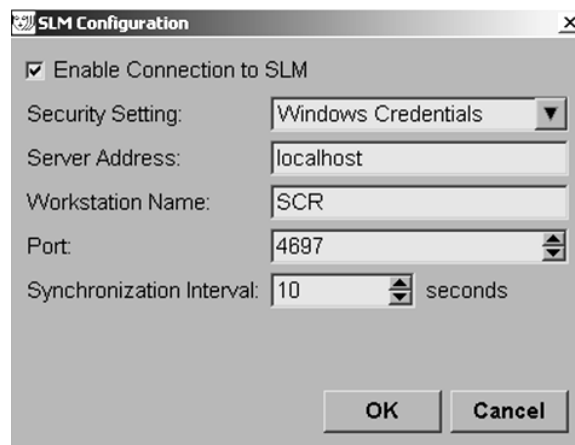 SLM Configuration
Enable Connection to SLM
Security Setting: Windows Credentials
Server Address: localhost
Workstation Name: SCR
Port: 4697
Synchronization Interval: 10 seconds
OK Cancel